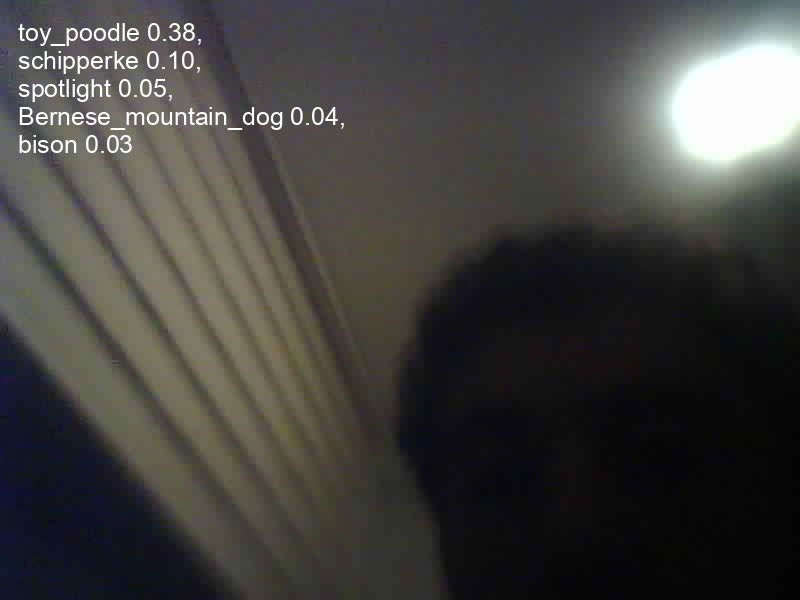 toy_poodle 0.38,
schipperke 0.10,
spotlight 0.05,
Bernese_mountain_dog 0.04,
bison 0.03